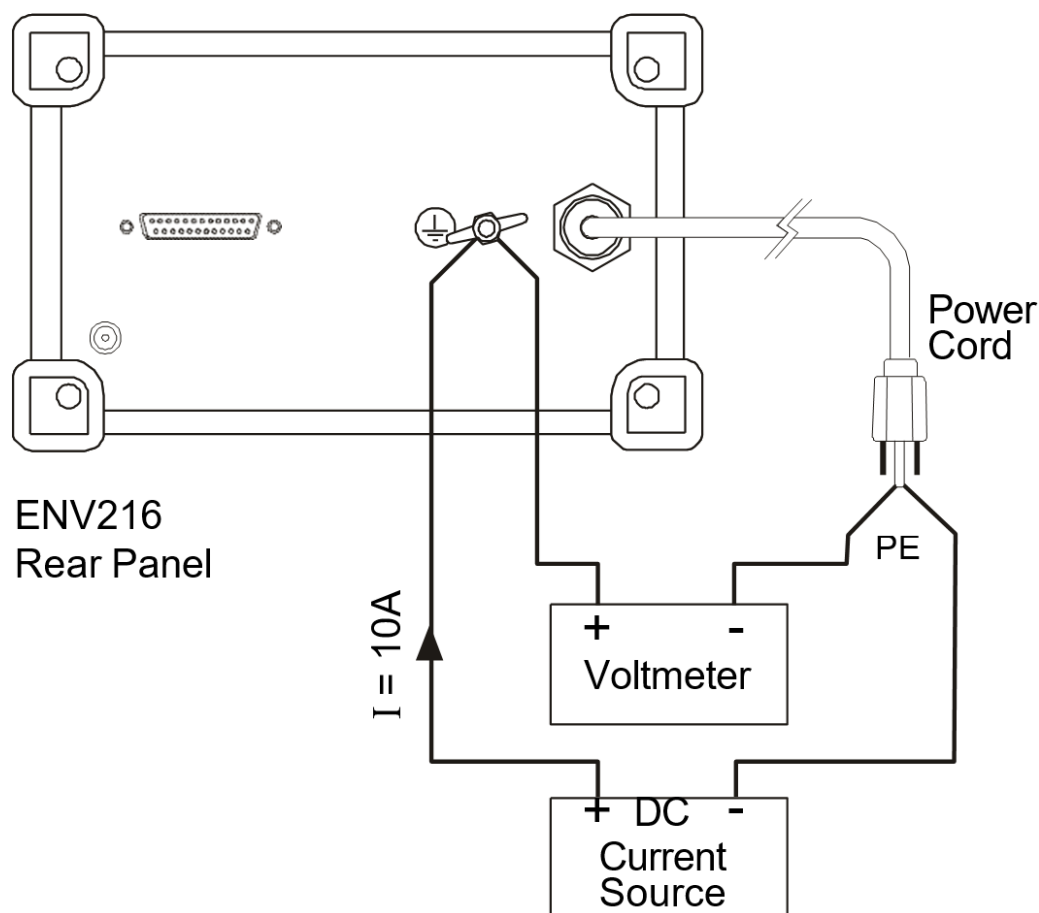 Power
Cord
ENV216
Rear Panel
PE
I = 10A
+ -
Voltmeter
+ DC -
Current
Source